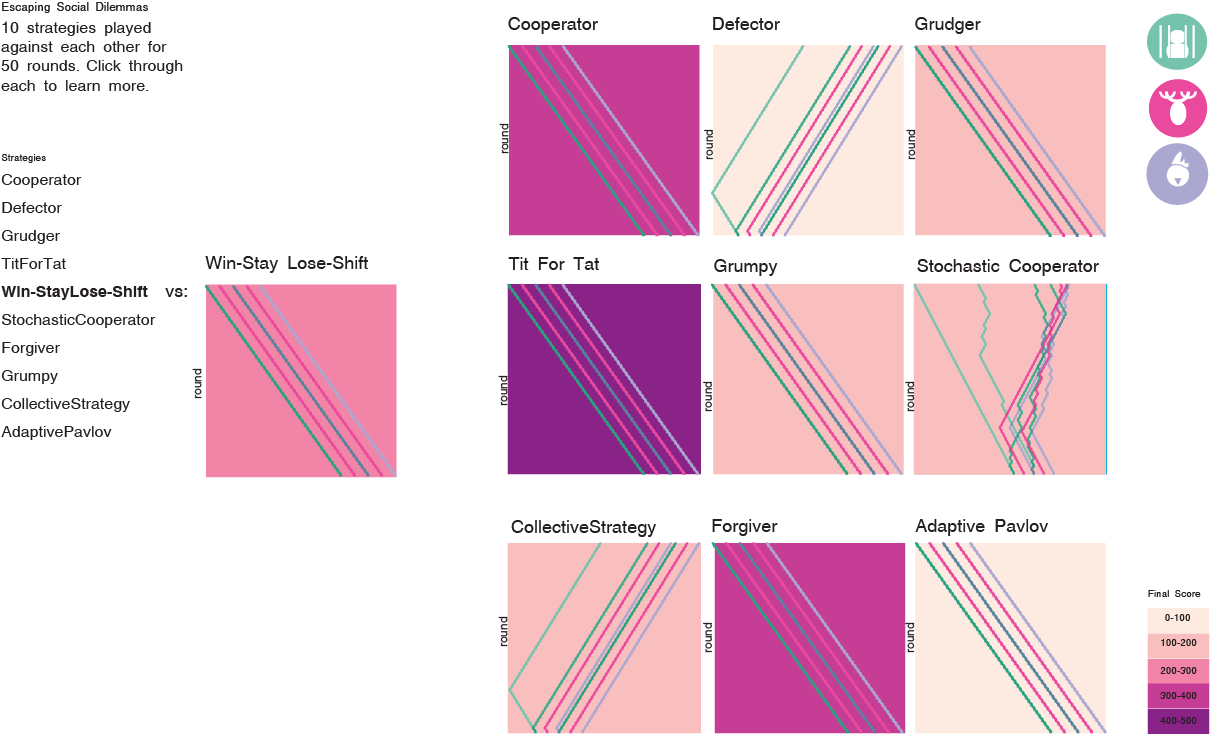 Escaping Social Dilemmas
10 strategies played
against each other for
50 rounds. Click through
each to learn more.
Strategies
Cooperator
Defector
Grudger
TitForTat
Win-StayLose-Shift vs:
StochasticCooperator
Forgiver
Grumpy
CollectiveStrategy
AdaptivePavlov
Win-Stay Lose-Shift
round
Cooperator
round
Defector
round
Grudger
round
Tit For Tat
round
Grumpy
round
Stochastic Cooperator
round
CollectiveStrategy
round
Forgiver
round
Adaptive Pavlov
round
Final Score
0-100
100-200
200-300
300-400
400-500